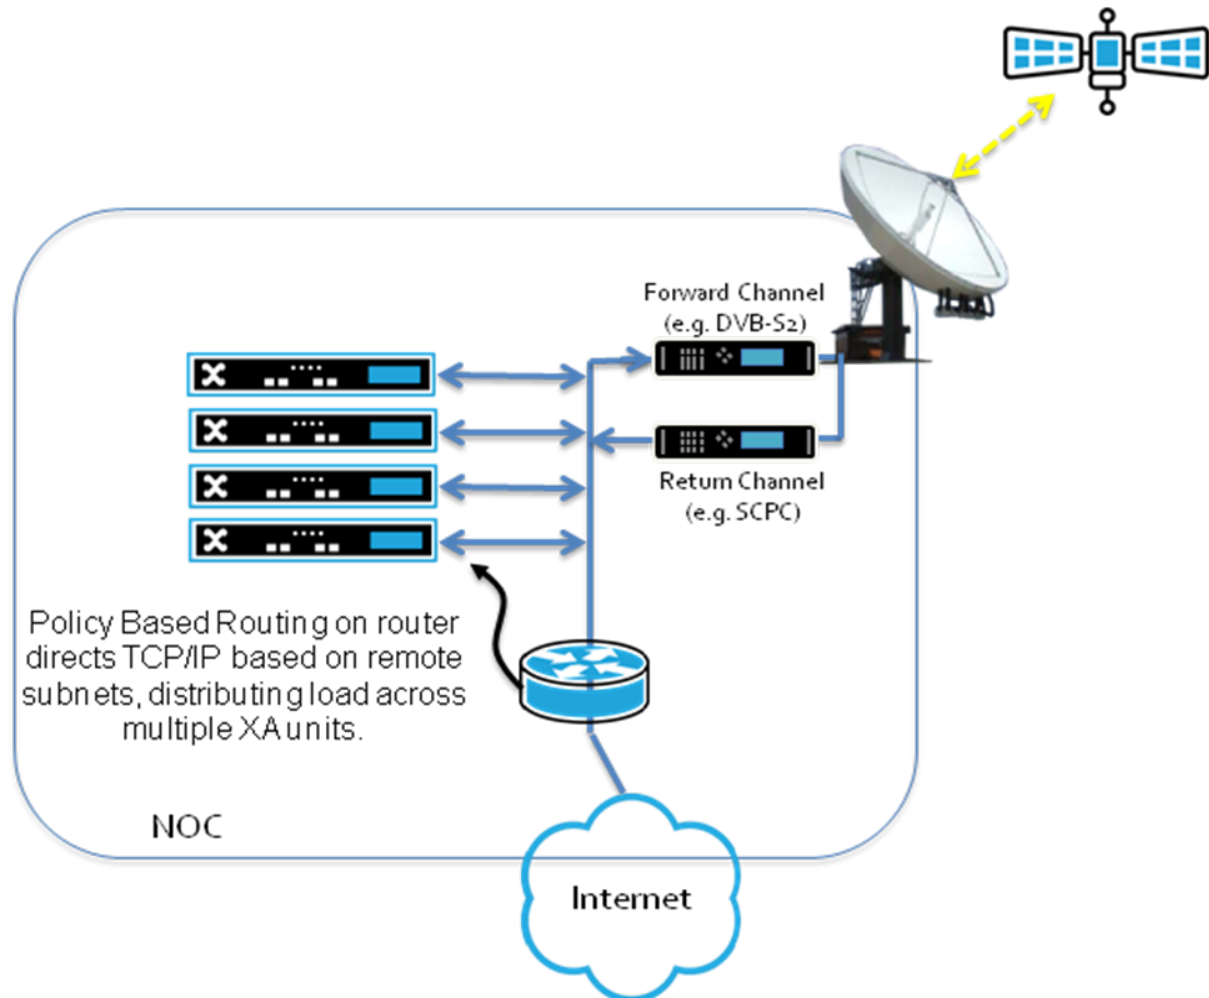 Forward Channel
(e.g. DVB-S2)
Return Channel
(e.g. SCPC)
Policy Based Routing on router
directs TCP/IP based on remote
subnets, distributing load across
multiple XA units.
NOC
Internet